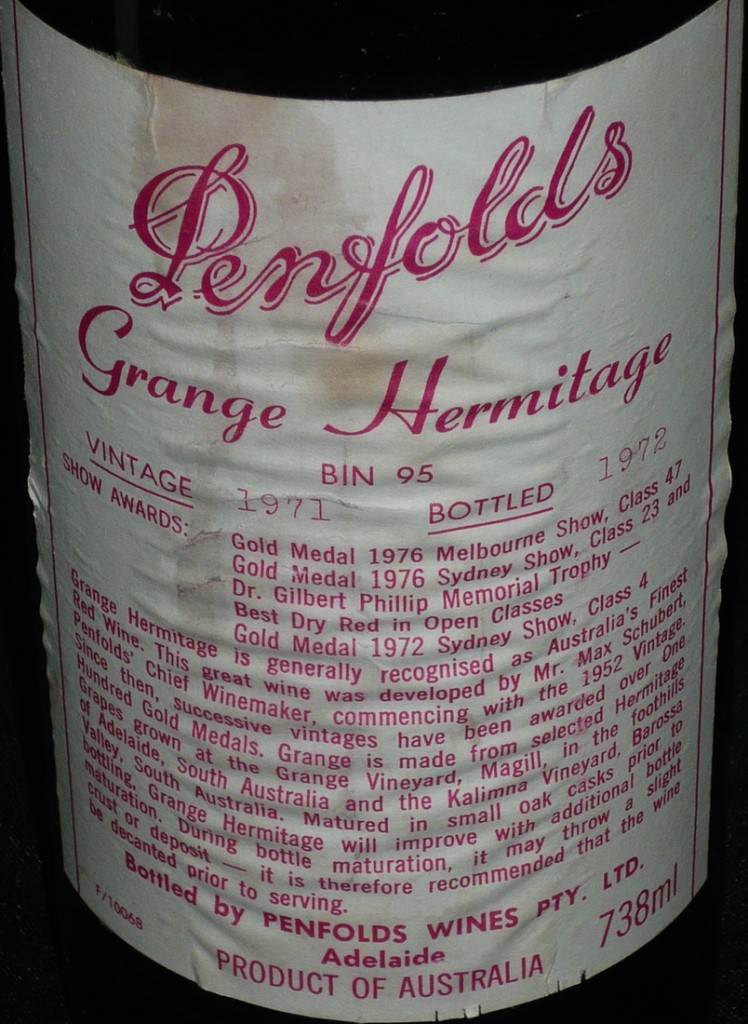 Penfolds
Grange Hermitage
BIN 95
VINTAGE 1971 BOTTLED 1972
SHOW AWARDS:
Gold Medal 1976 Melbourne Show, Class 47
Gold Medal 1976 Sydney Show, Class 23 and
Dr. Gilbert Phillip Memorial Trophy —
Best Dry Red in Open Classes
Gold Medal 1972 Sydney Show, Class 4
Grange Hermitage is generally recognised as Australia's Finest
Red Wine. This great wine was developed by Mr. Max Schubert,
Penfolds' Chief Winemaker, commencing with the 1952 Vintage.
Since then, successive vintages have been awarded over One
Hundred Gold Medals. Grange is made from selected Hermitage
Grapes grown at the Grange Vineyard, Magill, in the foothills
of Adelaide, South Australia and the Kalimna Vineyard, Barossa
Valley, South Australia. Matured in small oak casks prior to
bottling, Grange Hermitage will improve with additional bottle
maturation. During bottle maturation, it may throw a slight
crust or deposit — it is therefore recommended that the wine
be decanted prior to serving.
Bottled by PENFOLDS WINES PTY. LTD.
Adelaide
F/10068
738ml
PRODUCT OF AUSTRALIA